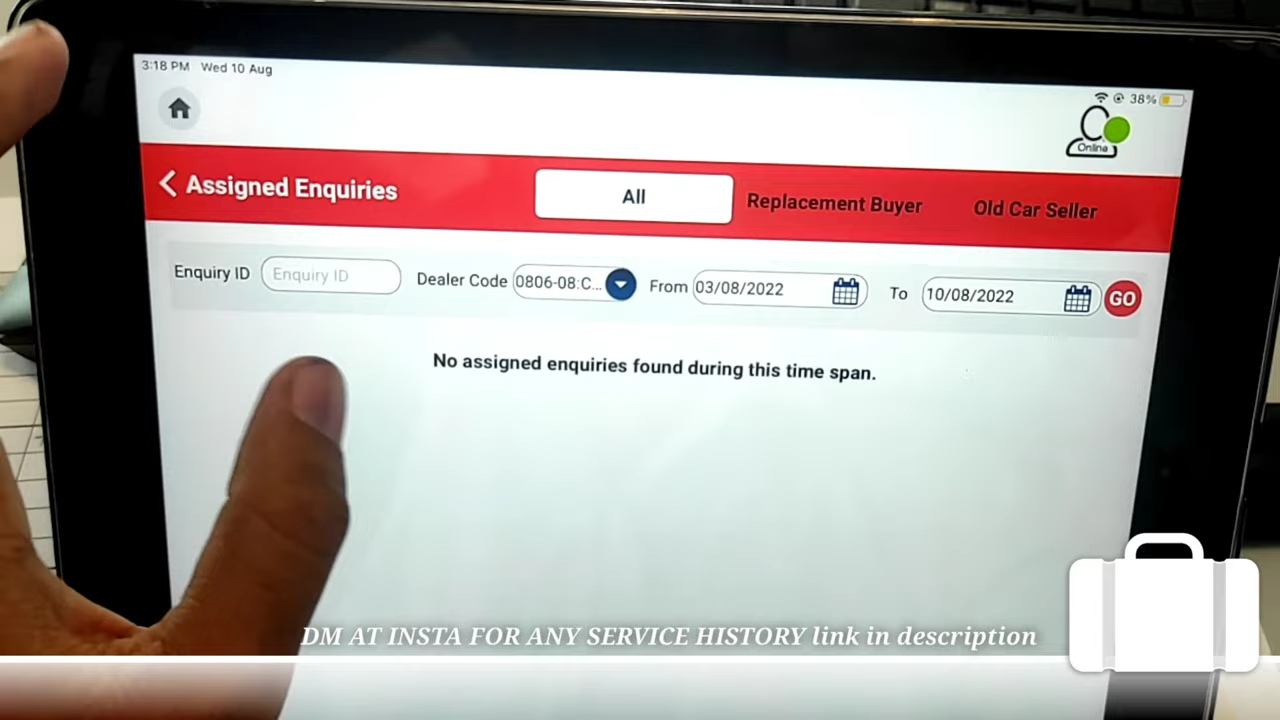 3:18 PM Wed 10 Aug
38%
Online
Assigned Enquiries
All
Replacement Buyer
Old Car Seller
Enquiry ID Enquiry ID Dealer Code 0806-08:C... From 03/08/2022 To 10/08/2022 GO
No assigned enquiries found during this time span.
DM AT INSTA FOR ANY SERVICE HISTORY link in description